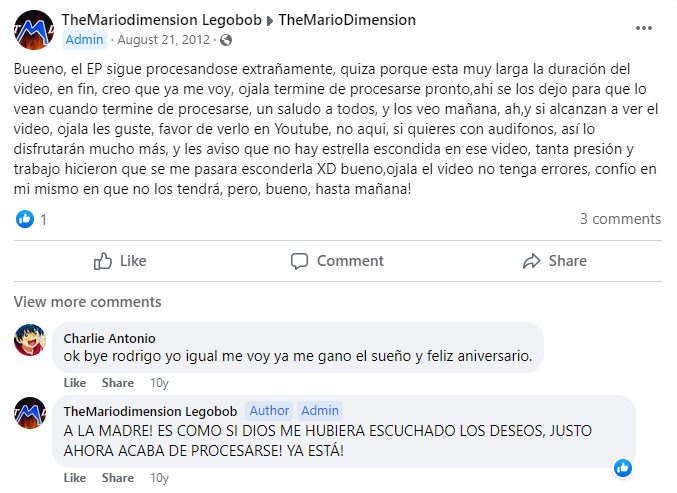 TheMariodimension Legobob ▸ TheMarioDimension
Admin · August 21, 2012 ·
Bueeno, el EP sigue procesandose extrañamente, quiza porque esta muy larga la duración del
video, en fin, creo que ya me voy, ojala termine de procesarse pronto,ahi se los dejo para que lo
vean cuando termine de procesarse, un saludo a todos, y los veo mañana, ah,y si alcanzan a ver el
video, ojala les guste, favor de verlo en Youtube, no aqui, si quieres con audifonos, así lo
disfrutarán mucho más, y les aviso que no hay estrella escondida en ese video, tanta presión y
trabajo hicieron que se me pasara esconderla XD bueno,ojala el video no tenga errores, confio en
mi mismo en que no los tendrá, pero, bueno, hasta mañana!
1
3 comments
Like
Comment
Share
View more comments
Charlie Antonio
ok bye rodrigo yo igual me voy ya me gano el sueño y feliz aniversario.
Like Share 10y
TheMariodimension Legobob Author Admin
A LA MADRE! ES COMO SI DIOS ME HUBIERA ESCUCHADO LOS DESEOS, JUSTO
AHORA ACABA DE PROCESARSE! YA ESTÁ!
Like Share 10y